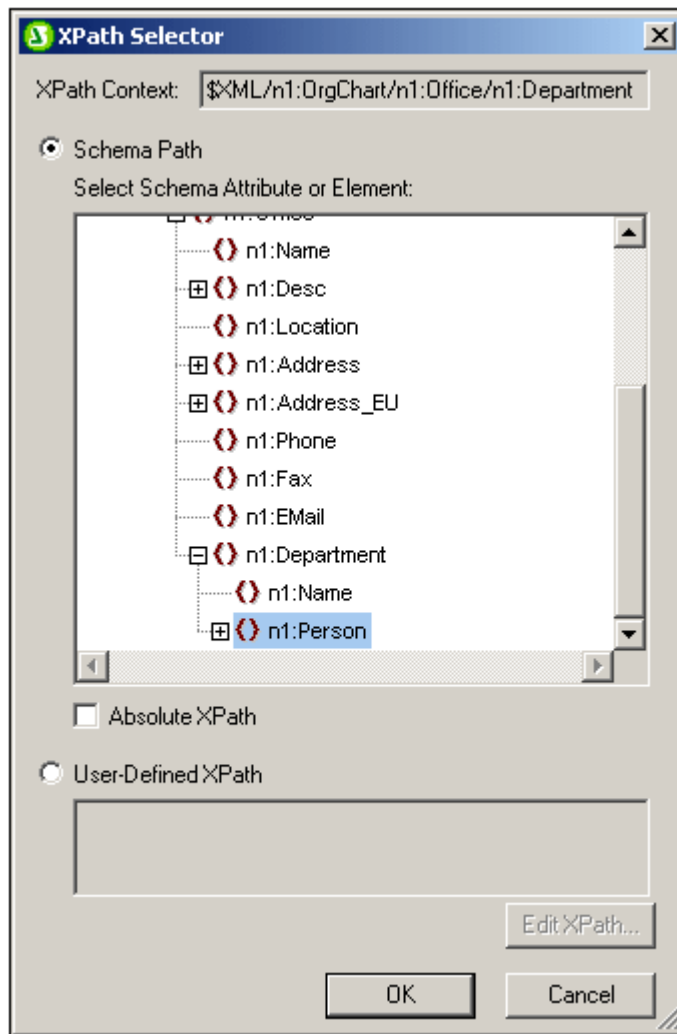 XPath Selector
XPath Context: $XML/n1:OrgChart/n1:Office/n1:Department
Schema Path
Select Schema Attribute or Element:
n1:Office
n1:Name
n1:Desc
n1:Location
n1:Address
n1:Address_EU
n1:Phone
n1:Fax
n1:EMail
n1:Department
n1:Name
n1:Person
Absolute XPath
User-Defined XPath
Edit XPath...
OK Cancel